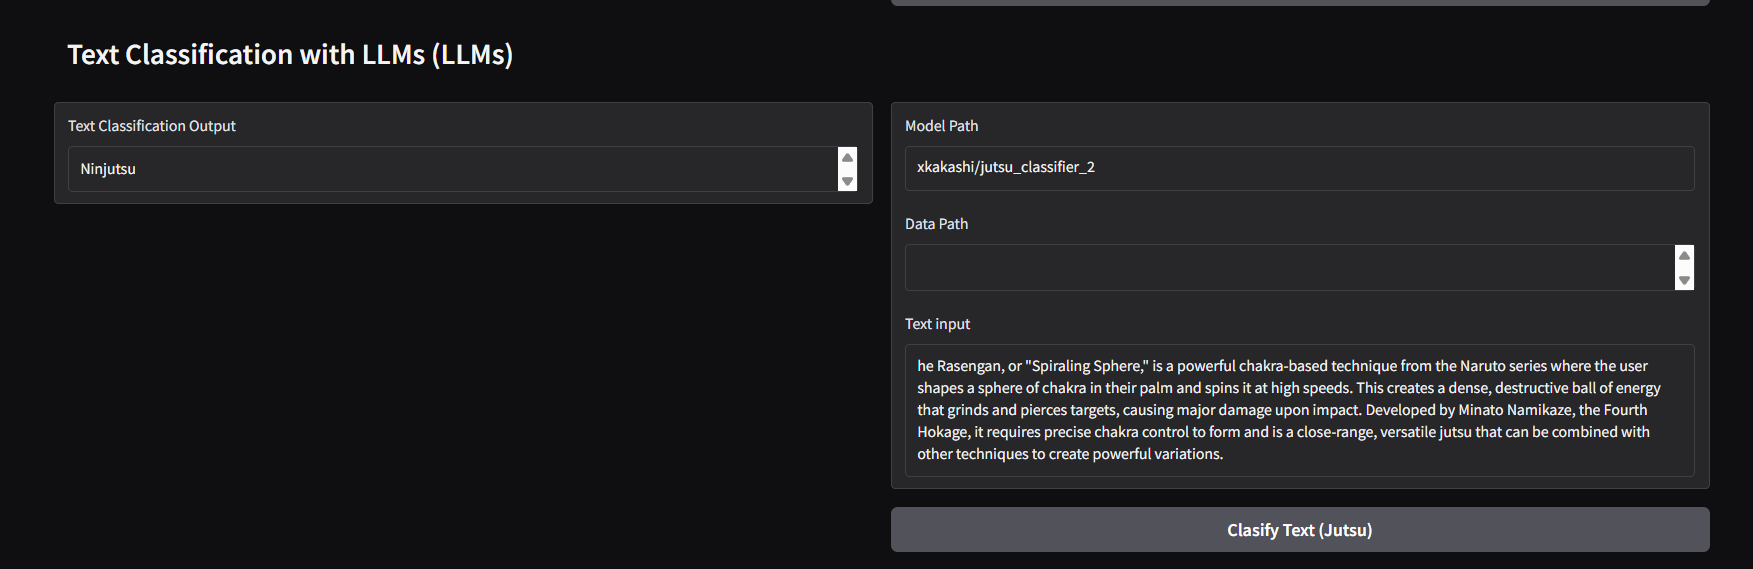 Text Classification with LLMs (LLMs)
Text Classification Output
Ninjutsu
Model Path
xkakashi/jutsu_classifier_2
Data Path
Text input
he Rasengan, or "Spiraling Sphere," is a powerful chakra-based technique from the Naruto series where the user
shapes a sphere of chakra in their palm and spins it at high speeds. This creates a dense, destructive ball of energy
that grinds and pierces targets, causing major damage upon impact. Developed by Minato Namikaze, the Fourth
Hokage, it requires precise chakra control to form and is a close-range, versatile jutsu that can be combined with
other techniques to create powerful variations.
Clasify Text (Jutsu)